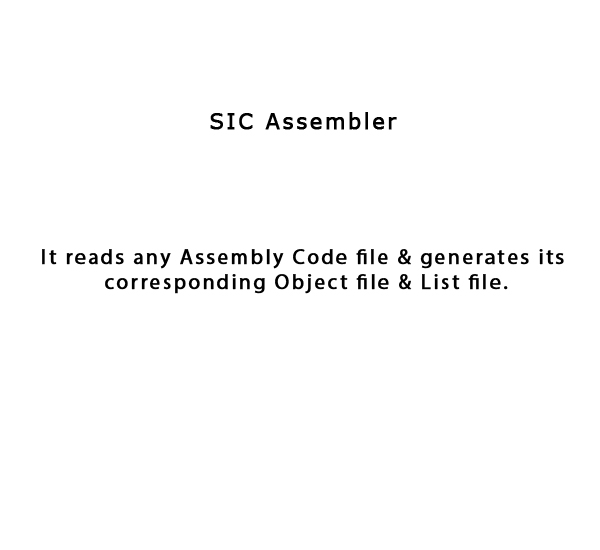 SIC Assembler
It reads any Assembly Code file & generates its
corresponding Object file & List file.